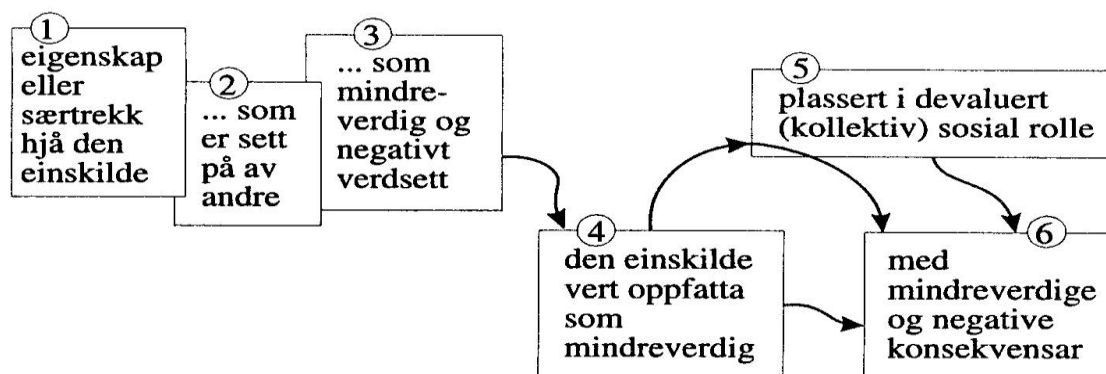 1
eigenskap
eller
særtrekk
hjå den
einskilde
2
... som
er sett
på av
andre
3
... som
mindre-
verdig og
negativt
verdsett
4
den einskilde
vert oppfatta
som
mindreverdig
5
plassert i devaluert
(kollektiv) sosial rolle
6
med
mindreverdige
og negative
konsekvensar